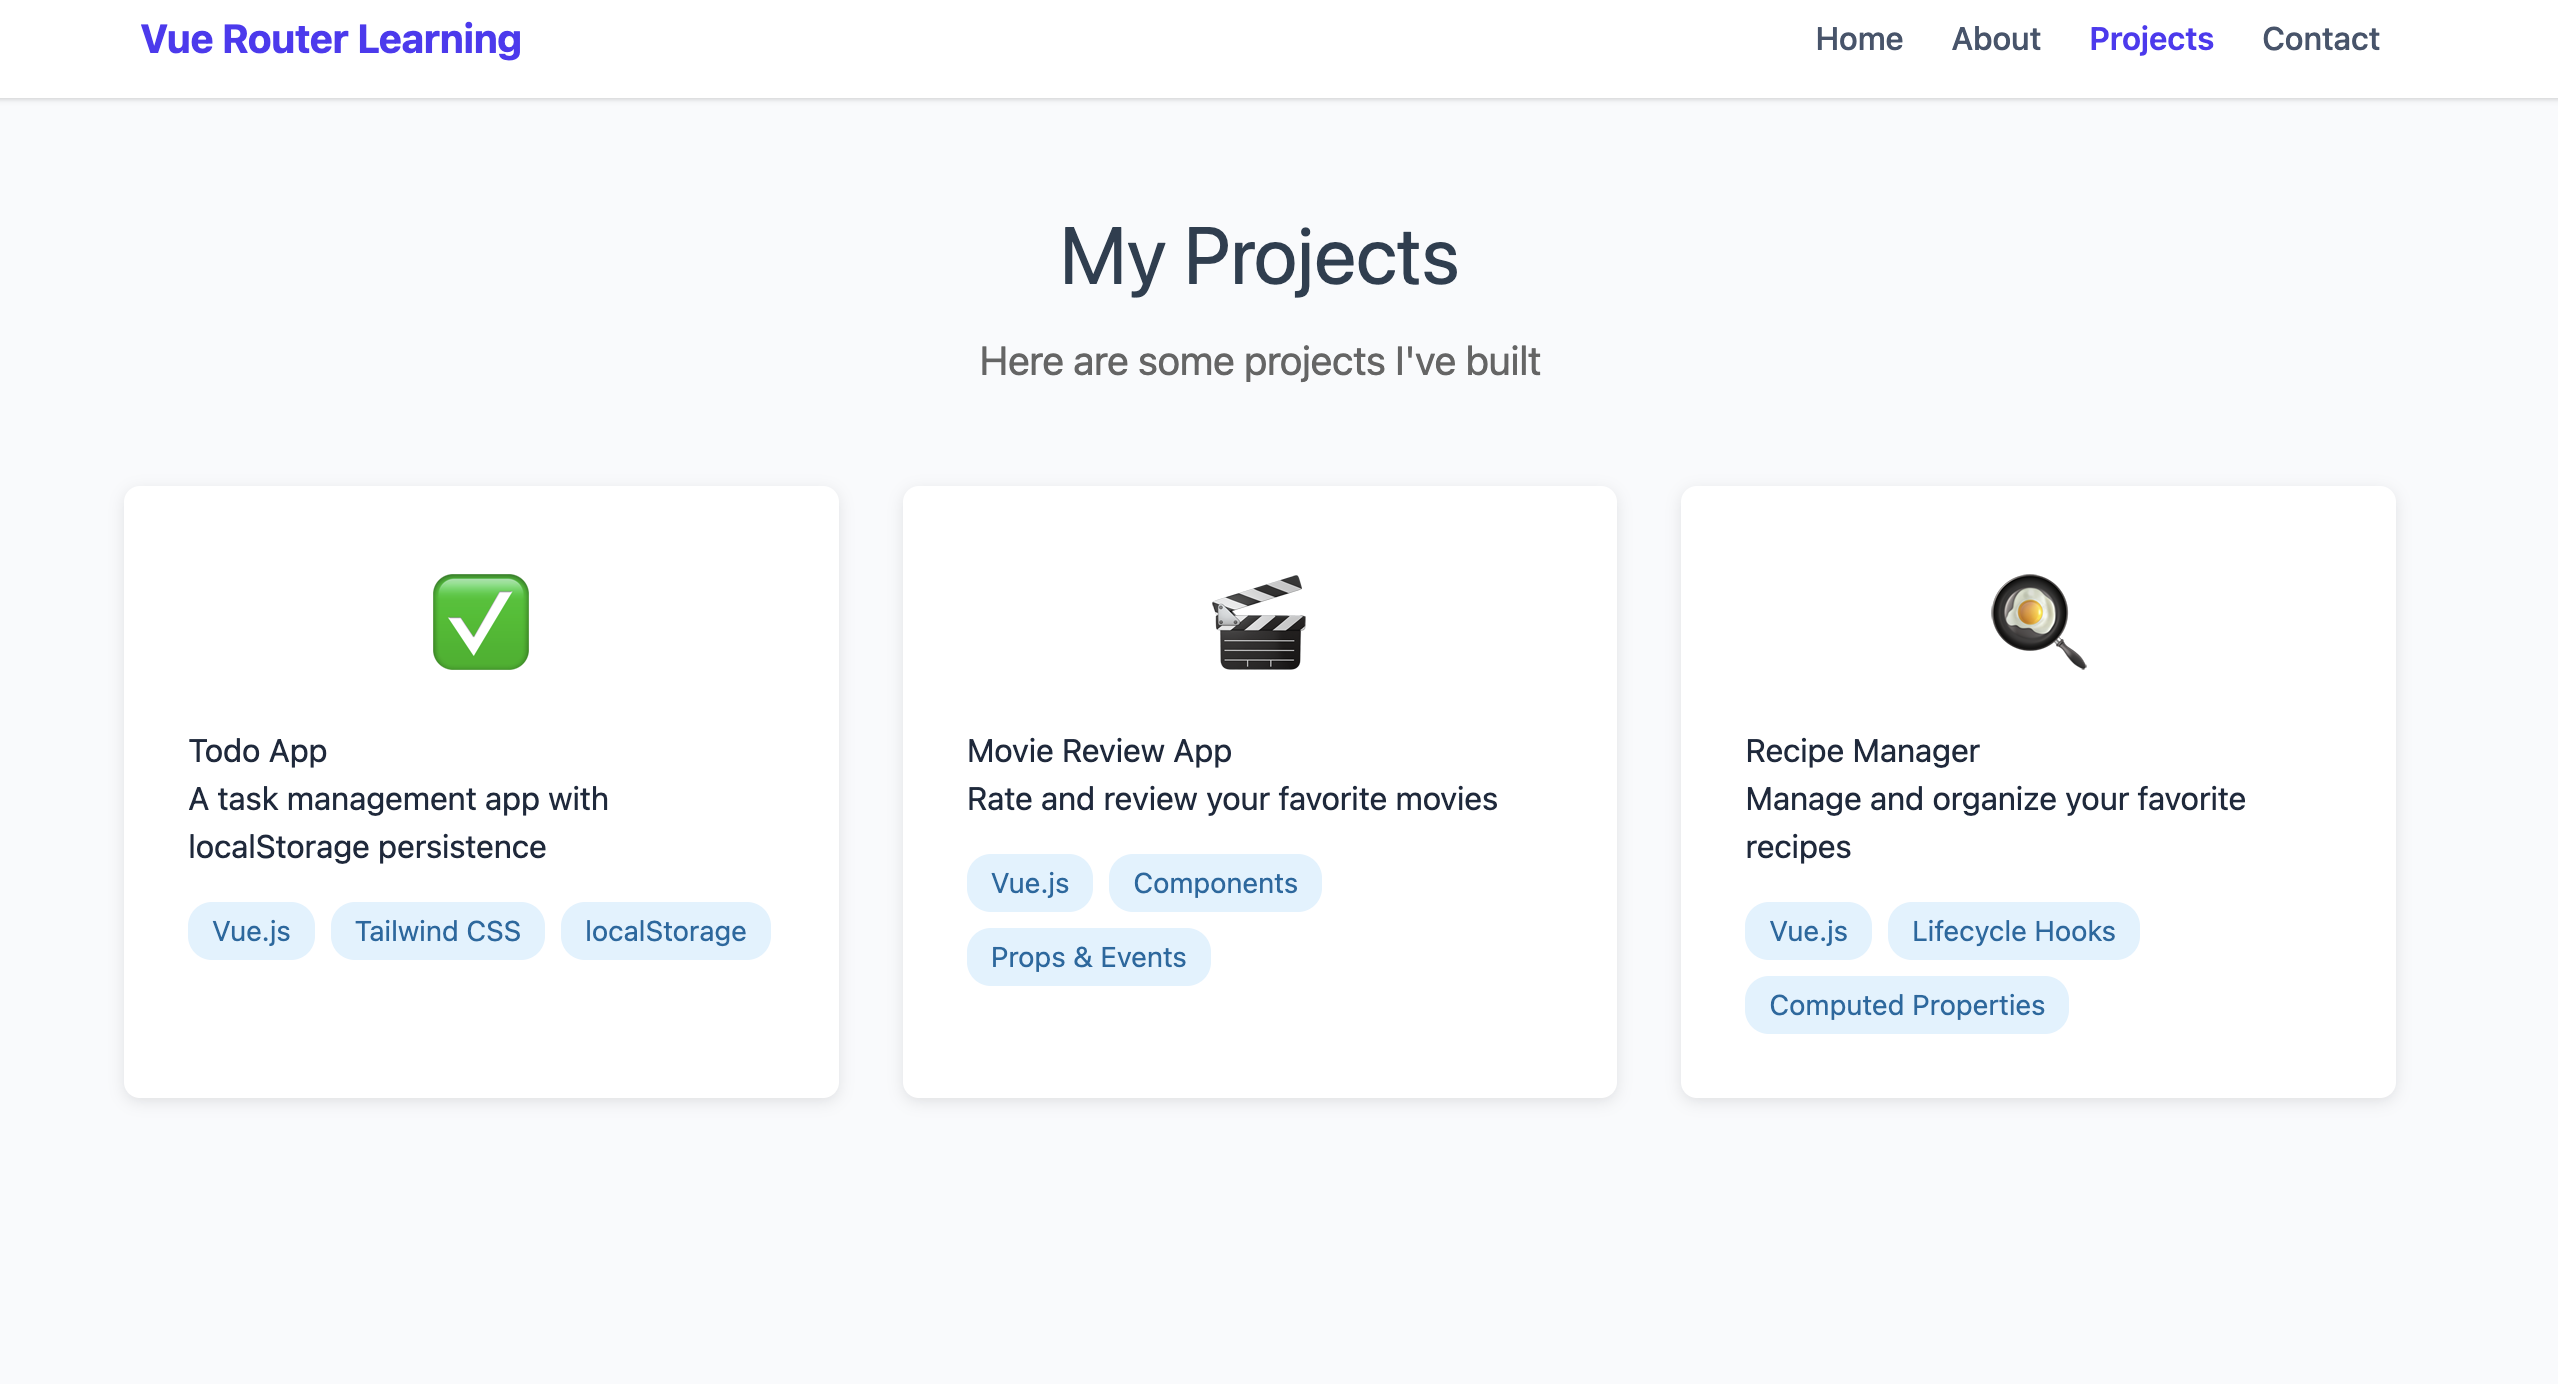 Vue Router Learning
Home About Projects Contact
My Projects
Here are some projects I've built
Todo App
A task management app with
localStorage persistence
Vue.js Tailwind CSS localStorage
Movie Review App
Rate and review your favorite movies
Vue.js Components
Props & Events
Recipe Manager
Manage and organize your favorite
recipes
Vue.js Lifecycle Hooks
Computed Properties